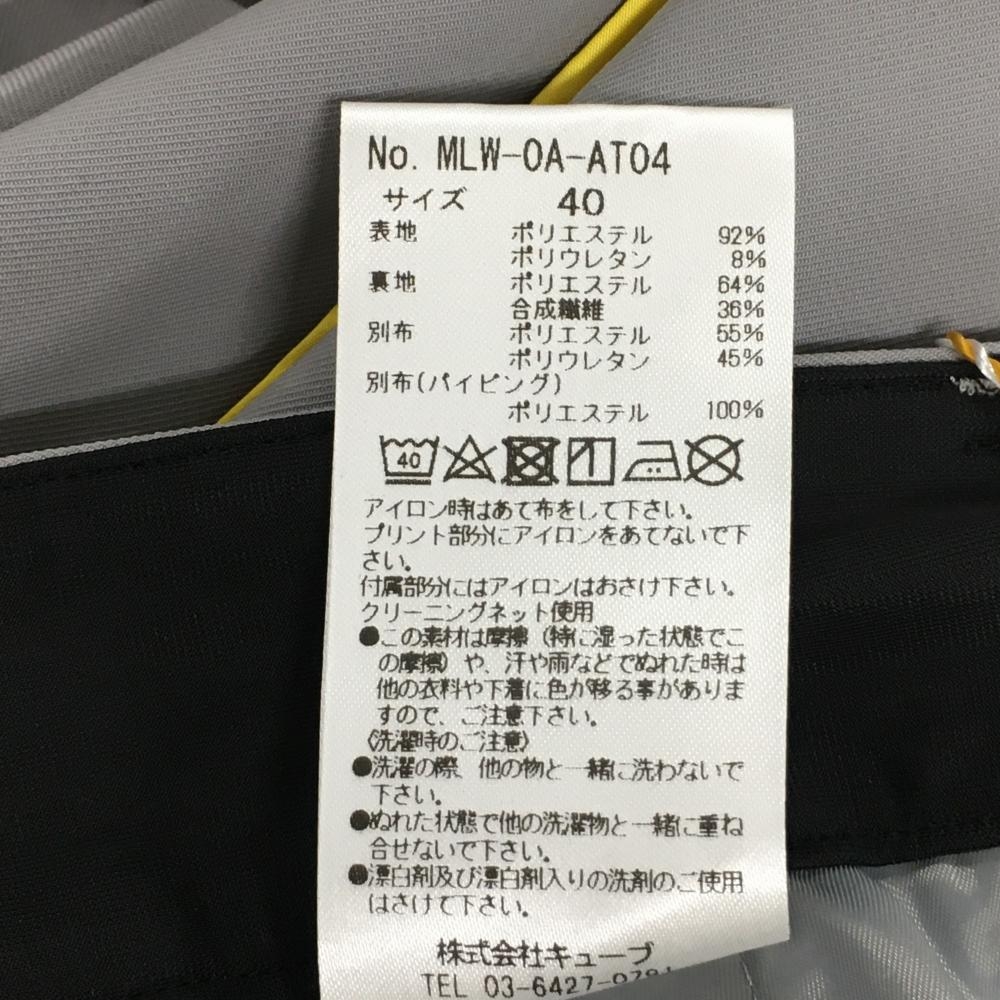 No. MLW-0A-AT04
サイズ 40
表地 ポリエステル 92%
ポリウレタン 8%
裏地 ポリエステル 64%
合成繊維 36%
別布 ポリエステル 55%
ポリウレタン 45%
別布(パイピング)
ポリエステル 100%
40
アイロン時はあて布をして下さい。
プリント部分にアイロンをあてないで下
さい。
付属部分にはアイロンはおさけ下さい。
クリーニングネット使用
●この素材は摩擦（特に湿った状態でこ
の摩擦）や、汗や雨などでぬれた時は
他の衣料や下着に色が移る事がありま
すので、ご注意下さい。
〈洗濯時のご注意〉
●洗濯の際、他の物と一緒に洗わないで
下さい。
●ぬれた状態で他の洗濯物と一緒に重ね
合せないで下さい。
●漂白剤及び漂白剤入りの洗剤のご使用
はさけて下さい。
株式会社キューブ
TEL 03-6427-